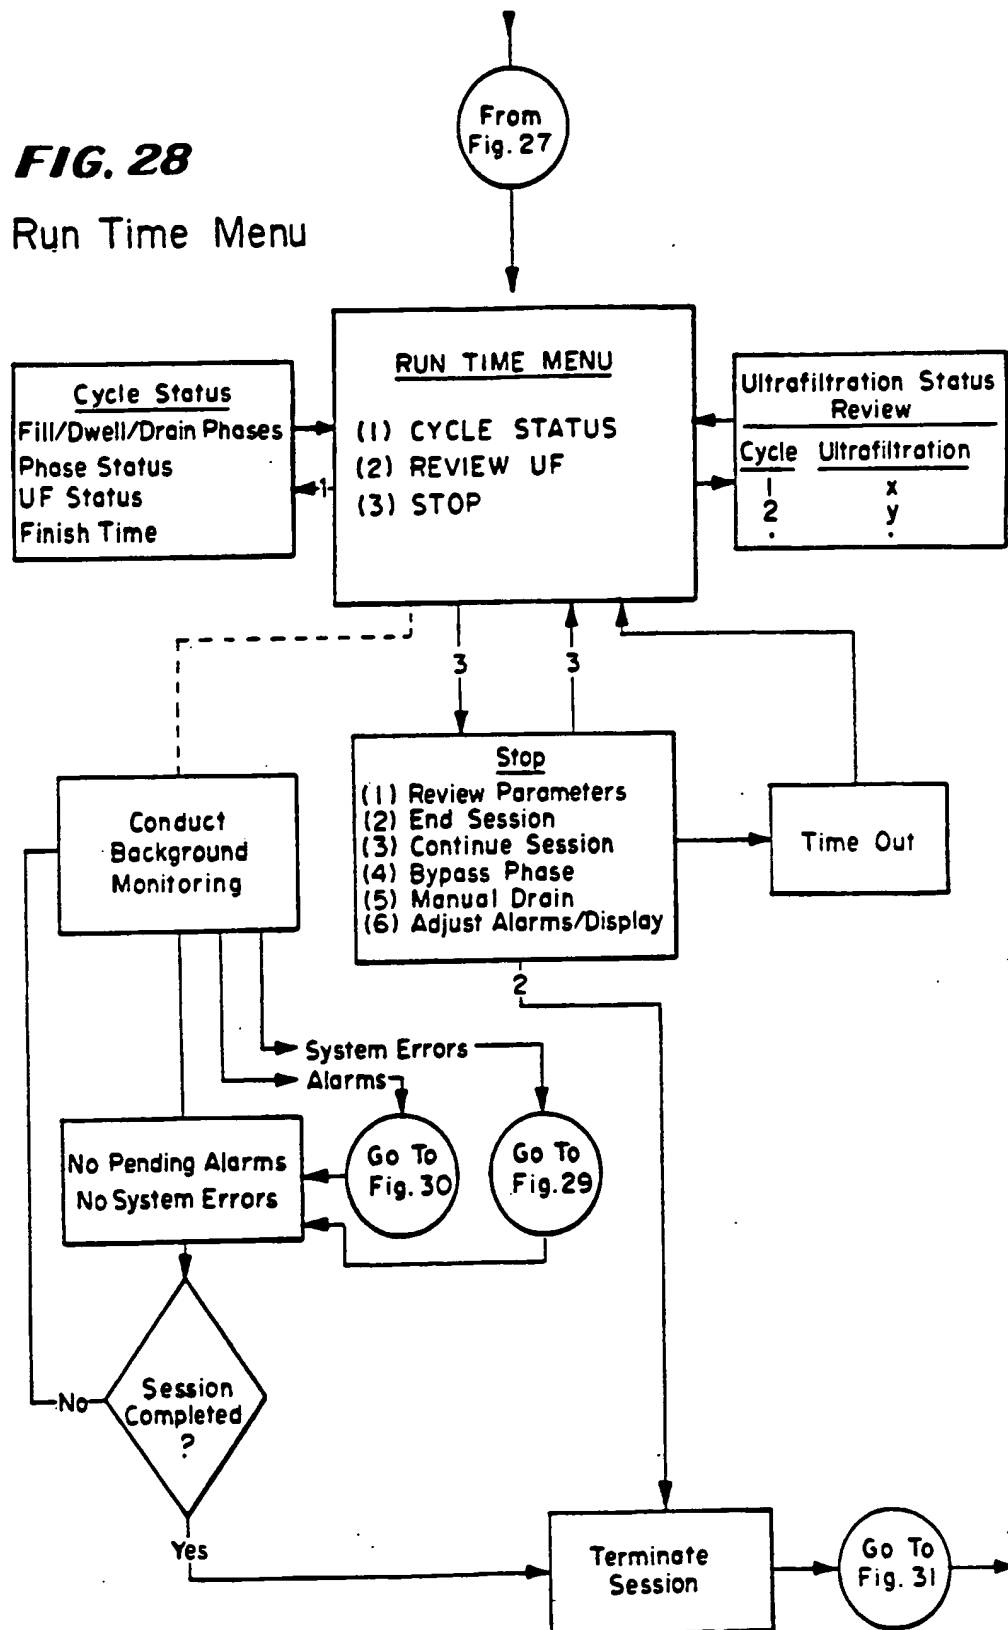 From
Fig. 27
FIG. 28
Run Time Menu
RUN TIME MENU
(1) CYCLE STATUS
(2) REVIEW UF
(3) STOP
Cycle Status
Fill/Dwell/Drain Phases
Phase Status
UF Status
Finish Time
1
Ultrafiltration Status
Review
Cycle Ultrafiltration
1 x
2 y
. .
3
3
Stop
(1) Review Parameters
(2) End Session
(3) Continue Session
(4) Bypass Phase
(5) Manual Drain
(6) Adjust Alarms/Display
Time Out
Conduct
Background
Monitoring
2
System Errors
Alarms
No Pending Alarms
No System Errors
Go To
Fig. 30
Go To
Fig. 29
Session
Completed
?
No
Yes
Terminate
Session
Go To
Fig. 31